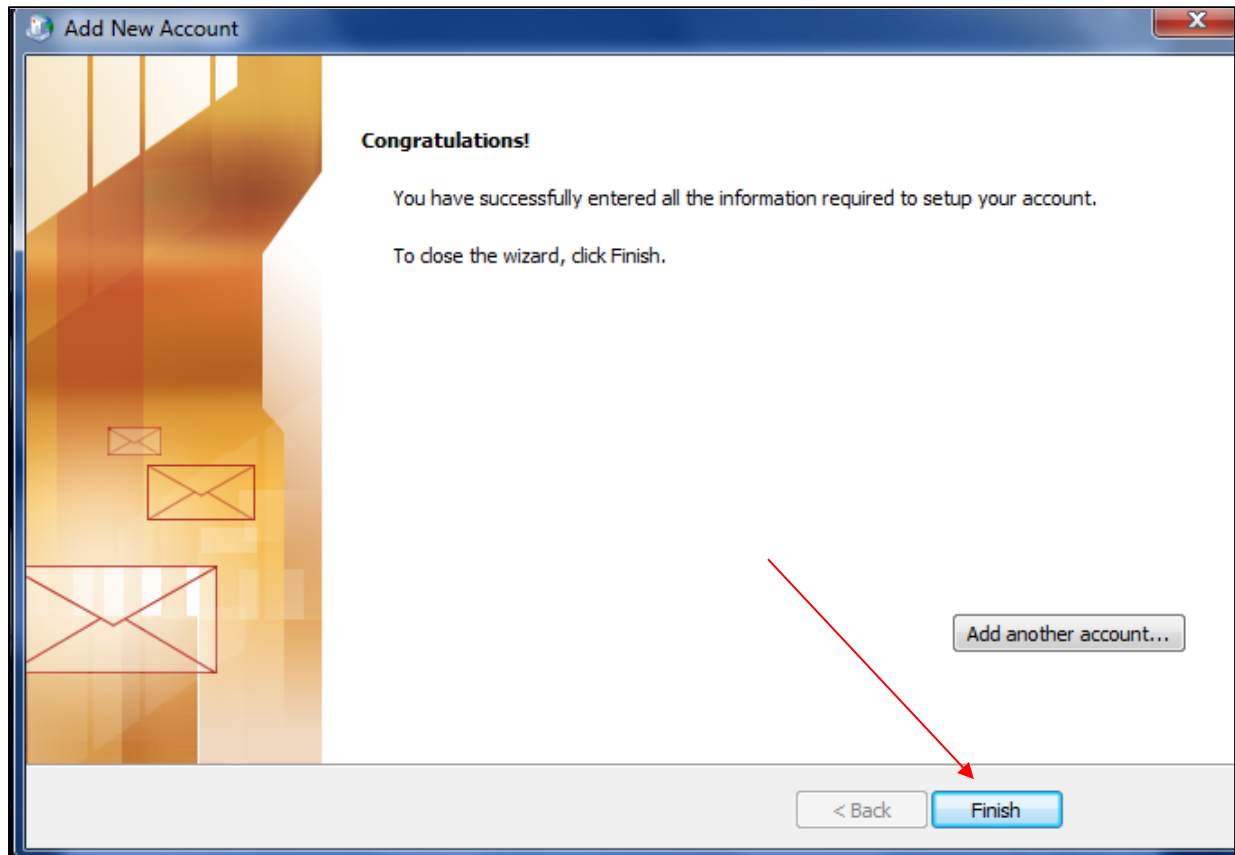 Add New Account
Congratulations!
You have successfully entered all the information required to setup your account.
To close the wizard, click Finish.
Add another account...
< Back
Finish